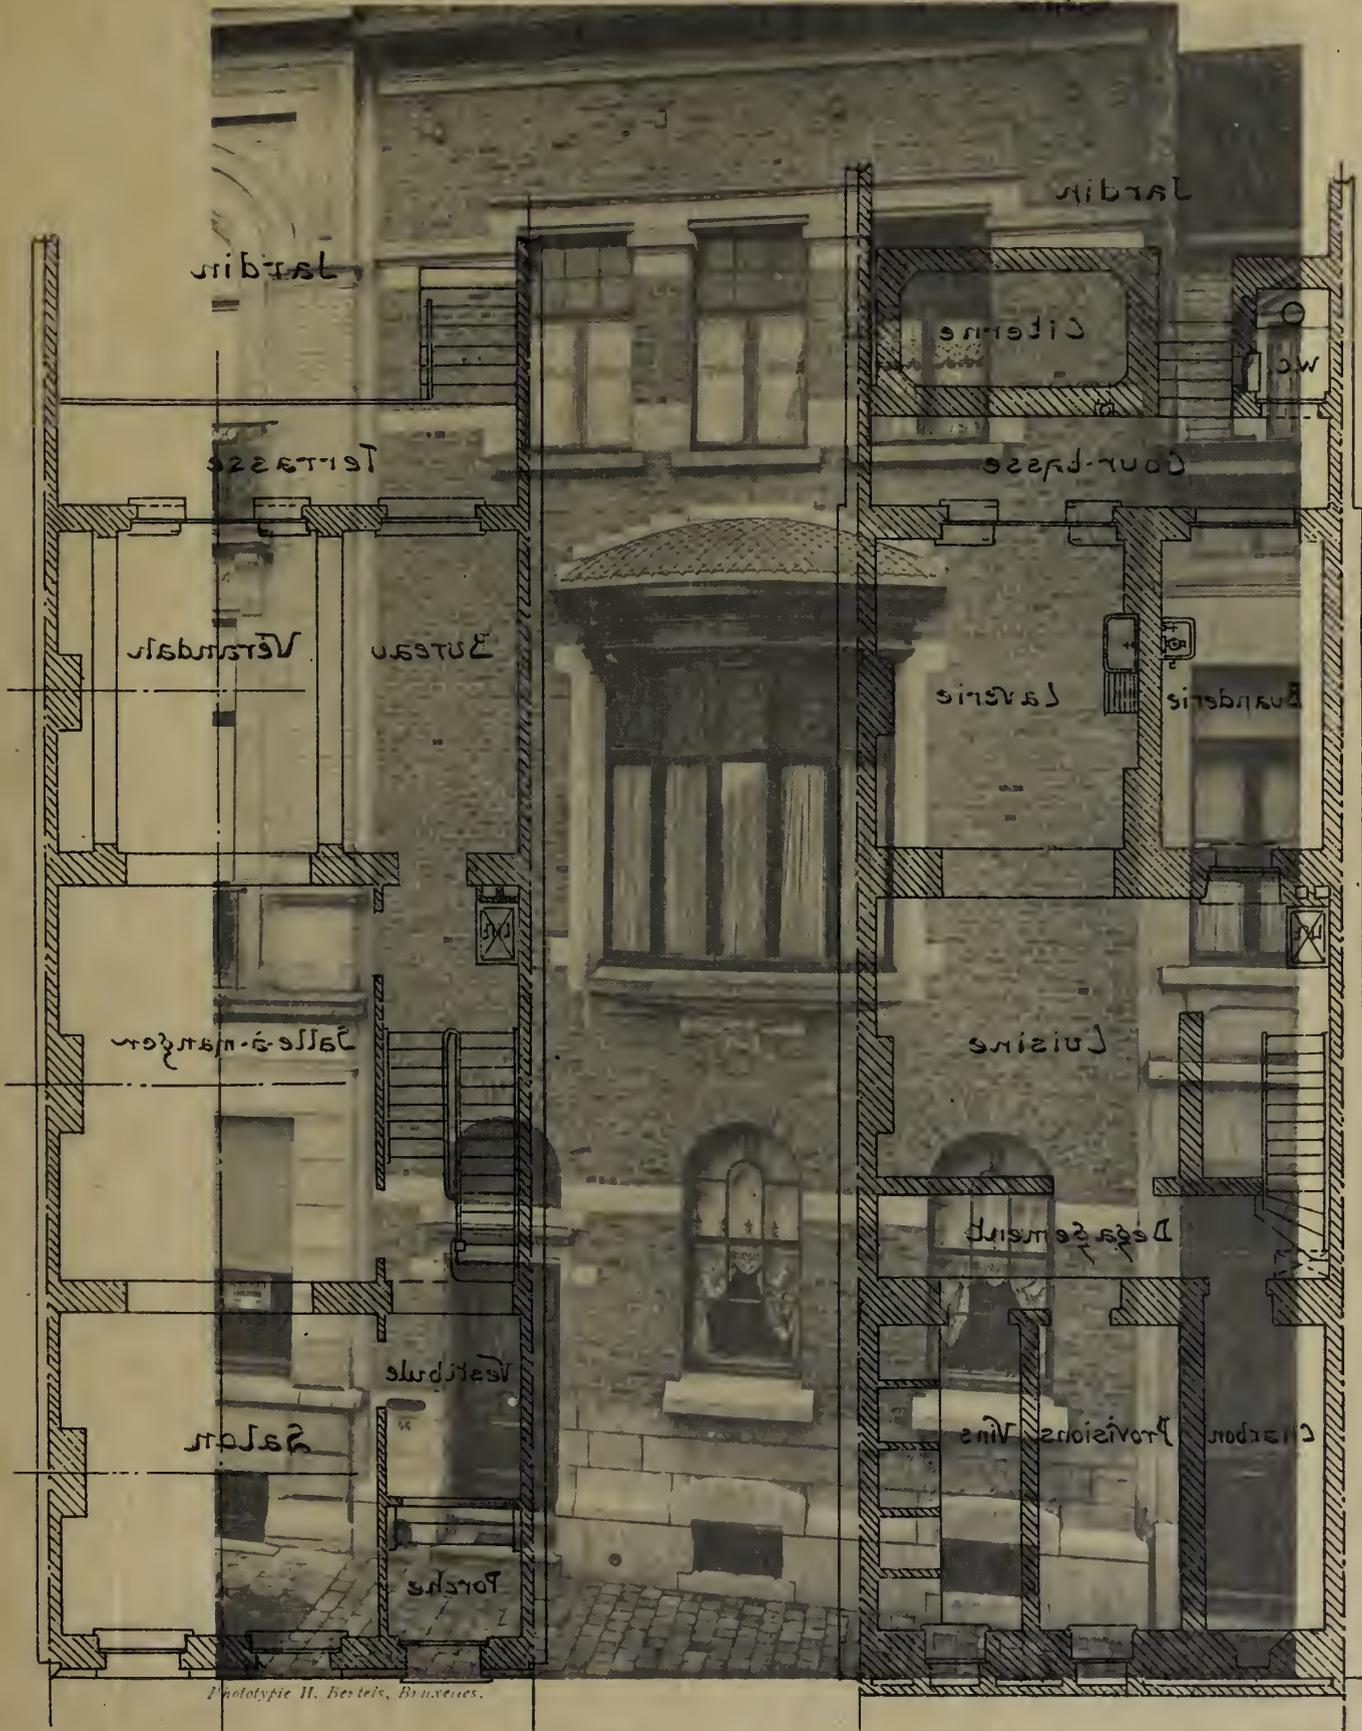 Jardin
Jardin
Citerne
W.C.
Terrasse
Cour-basse
Verandah
Bureau
Laverie
Buanderie
Salle-à-manger
Cuisine
Dégagement
Vestibule
Salon
Vins
Provisions
Charbon
Porche
Phototypie H. Bertels, Bruxelles.